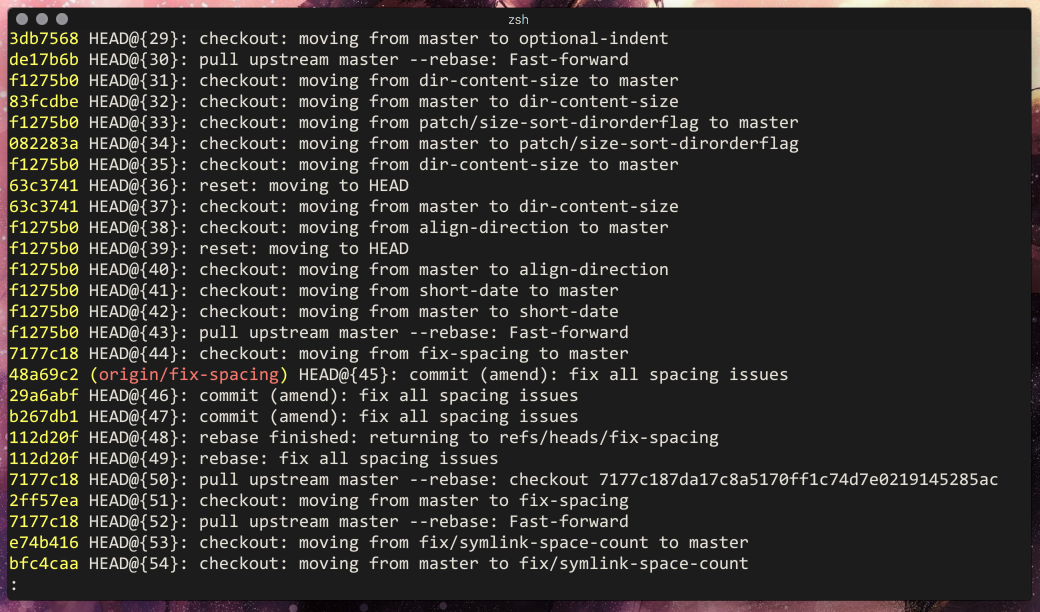 zsh
3db7568 HEAD@{29}: checkout: moving from master to optional-indent
de17b6b HEAD@{30}: pull upstream master --rebase: Fast-forward
f1275b0 HEAD@{31}: checkout: moving from dir-content-size to master
83fcdbe HEAD@{32}: checkout: moving from master to dir-content-size
f1275b0 HEAD@{33}: checkout: moving from patch/size-sort-dirorderflag to master
082283a HEAD@{34}: checkout: moving from master to patch/size-sort-dirorderflag
f1275b0 HEAD@{35}: checkout: moving from dir-content-size to master
63c3741 HEAD@{36}: reset: moving to HEAD
63c3741 HEAD@{37}: checkout: moving from master to dir-content-size
f1275b0 HEAD@{38}: checkout: moving from align-direction to master
f1275b0 HEAD@{39}: reset: moving to HEAD
f1275b0 HEAD@{40}: checkout: moving from master to align-direction
f1275b0 HEAD@{41}: checkout: moving from short-date to master
f1275b0 HEAD@{42}: checkout: moving from master to short-date
f1275b0 HEAD@{43}: pull upstream master --rebase: Fast-forward
7177c18 HEAD@{44}: checkout: moving from fix-spacing to master
48a69c2 (origin/fix-spacing) HEAD@{45}: commit (amend): fix all spacing issues
29a6abf HEAD@{46}: commit (amend): fix all spacing issues
b267db1 HEAD@{47}: commit (amend): fix all spacing issues
112d20f HEAD@{48}: rebase finished: returning to refs/heads/fix-spacing
112d20f HEAD@{49}: rebase: fix all spacing issues
7177c18 HEAD@{50}: pull upstream master --rebase: checkout 7177c187da17c8a5170ff1c74d7e0219145285ac
2ff57ea HEAD@{51}: checkout: moving from master to fix-spacing
7177c18 HEAD@{52}: pull upstream master --rebase: Fast-forward
e74b416 HEAD@{53}: checkout: moving from fix/symlink-space-count to master
bfc4caa HEAD@{54}: checkout: moving from master to fix/symlink-space-count
: